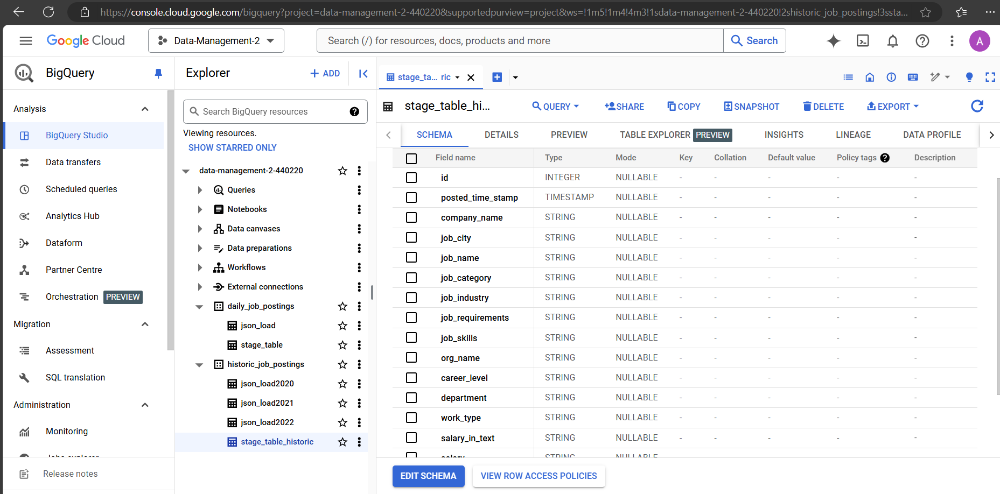 https://console.cloud.google.com/bigquery?project=data-management-2-440220&supportedpurview=project&ws=!1m5!1m4!4m3!1sdata-management-2-440220!2shistoric_job_postings!3ssta...
Google Cloud
Data-Management-2
Search (/) for resources, docs, products and more
Search
A
BigQuery
Analysis
BigQuery Studio
Data transfers
Scheduled queries
Analytics Hub
Dataform
Partner Centre
Orchestration PREVIEW
Migration
Assessment
SQL translation
Administration
Monitoring
Jobs explorer
Release notes
Explorer
+ ADD
Search BigQuery resources
Viewing resources.
SHOW STARRED ONLY
data-management-2-440220
Queries
Notebooks
Data canvases
Data preparations
Workflows
External connections
daily_job_postings
json_load
stage_table
historic_job_postings
json_load2020
json_load2021
json_load2022
stage_table_historic
stage_ta... ric
stage_table_hi...
QUERY
SHARE
COPY
SNAPSHOT
DELETE
EXPORT
SCHEMA DETAILS PREVIEW TABLE EXPLORER PREVIEW INSIGHTS LINEAGE DATA PROFILE
Field name Type Mode Key Collation Default value Policy tags Description
id INTEGER NULLABLE - - - - -
posted_time_stamp TIMESTAMP NULLABLE - - - - -
company_name STRING NULLABLE - - - - -
job_city STRING NULLABLE - - - - -
job_name STRING NULLABLE - - - - -
job_category STRING NULLABLE - - - - -
job_industry STRING NULLABLE - - - - -
job_requirements STRING NULLABLE - - - - -
job_skills STRING NULLABLE - - - - -
org_name STRING NULLABLE - - - - -
career_level STRING NULLABLE - - - - -
department STRING NULLABLE - - - - -
work_type STRING NULLABLE - - - - -
salary_in_text STRING NULLABLE - - - - -
salary STRING NULLABLE - - - - -
EDIT SCHEMA
VIEW ROW ACCESS POLICIES